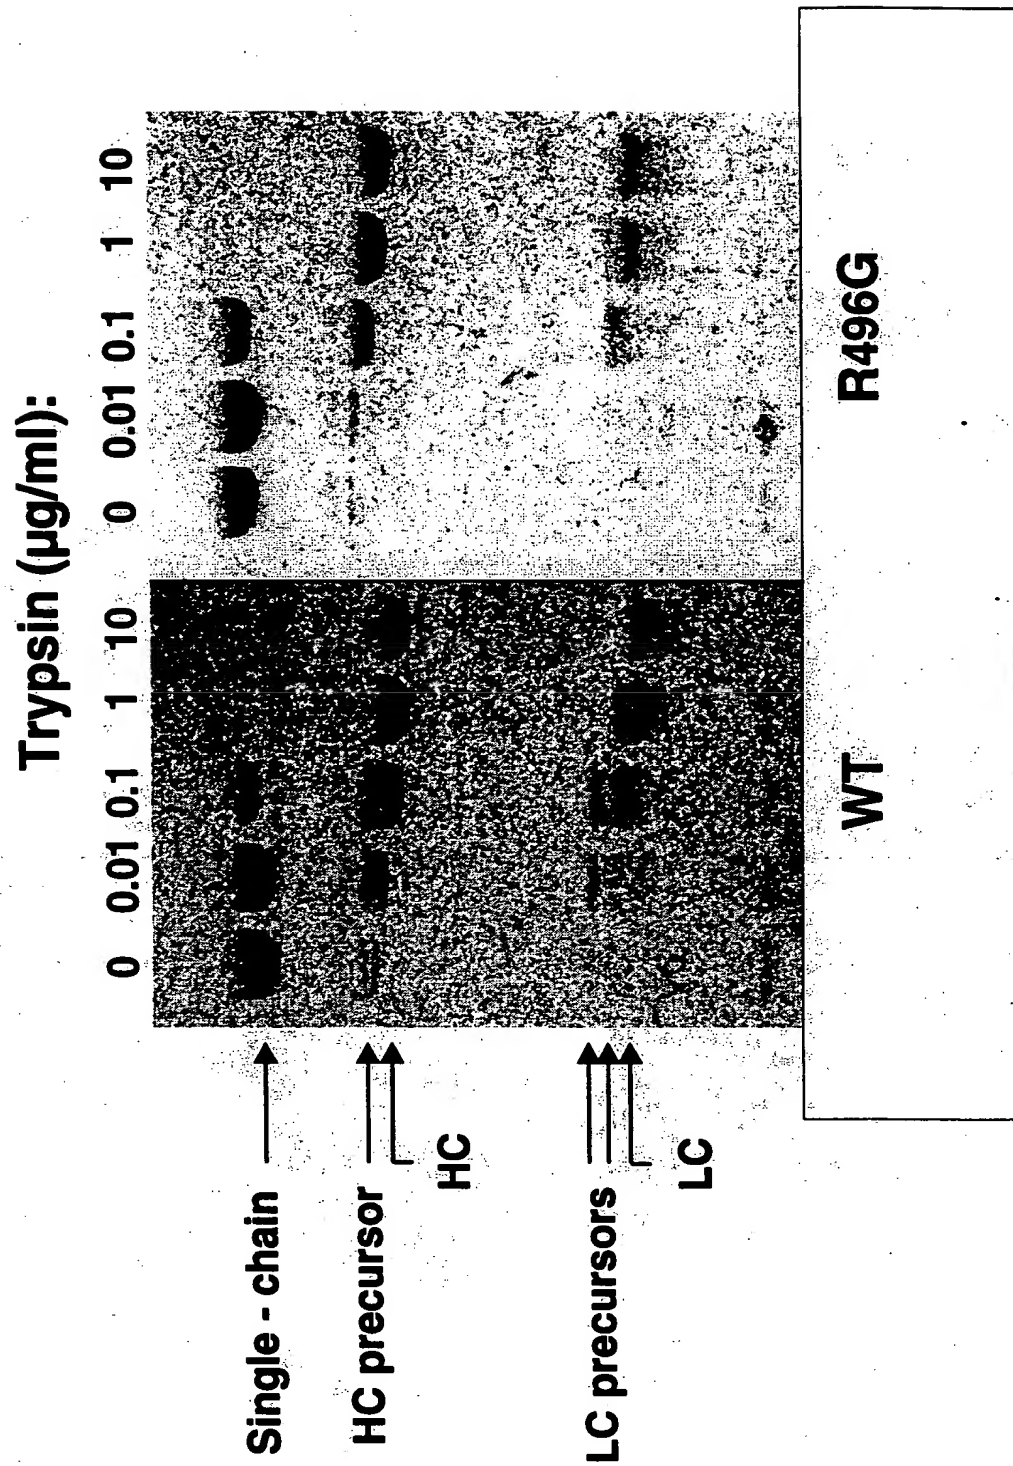 Trypsin (µg/ml):
0 0.01 0.1 1 10 0 0.01 0.1 1 10
Single - chain
HC precursor
HC
LC precursors
LC
WT R496G